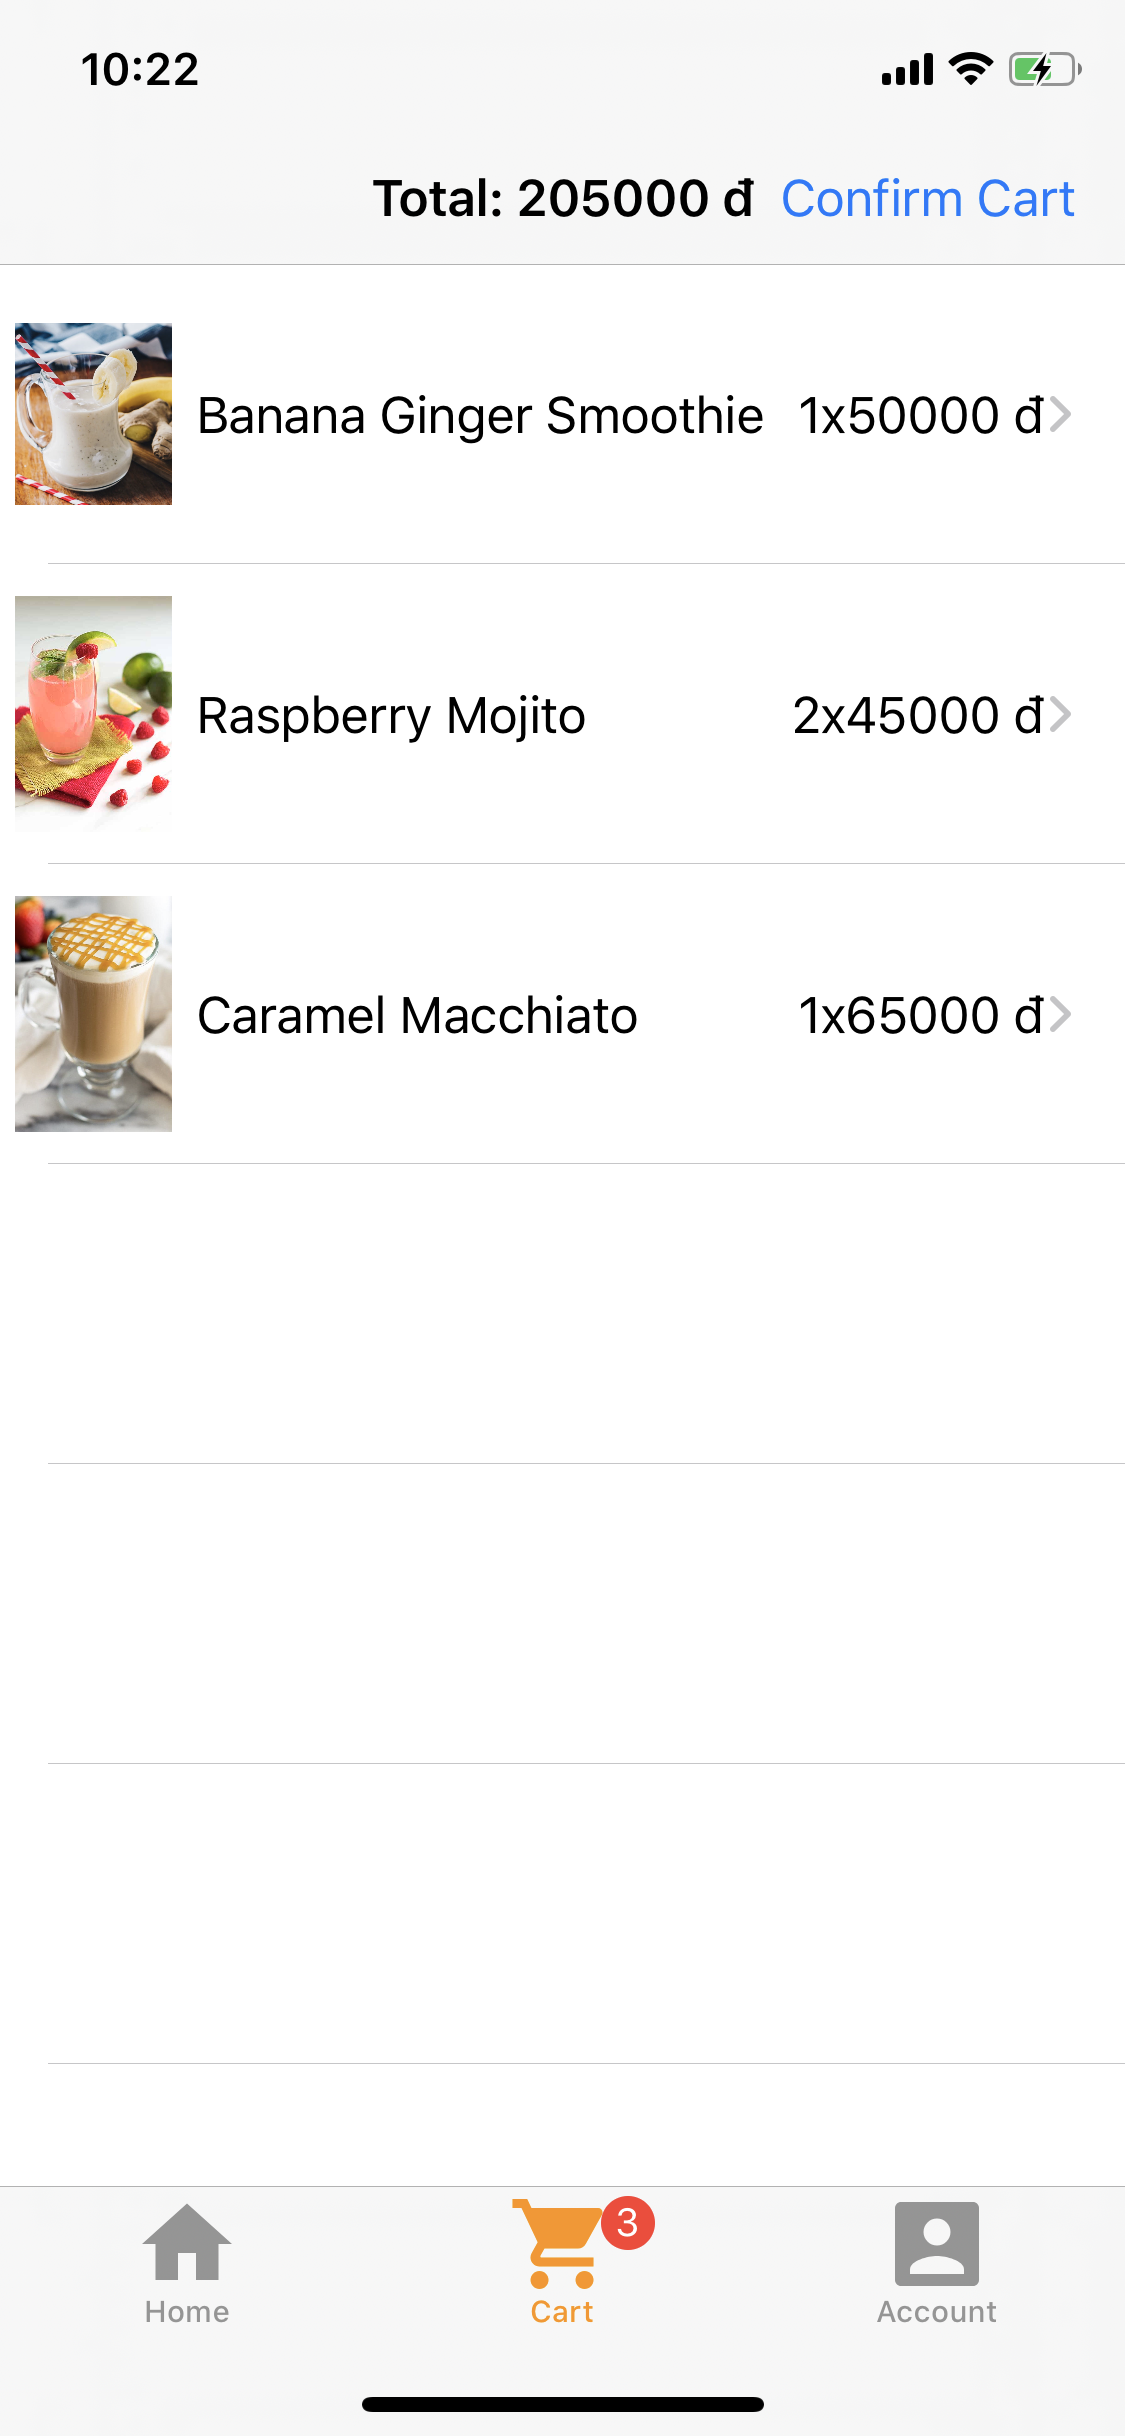 10:22
Total: 205000 đ Confirm Cart
Banana Ginger Smoothie 1x50000 đ
Raspberry Mojito 2x45000 đ
Caramel Macchiato 1x65000 đ
3
Home Cart Account